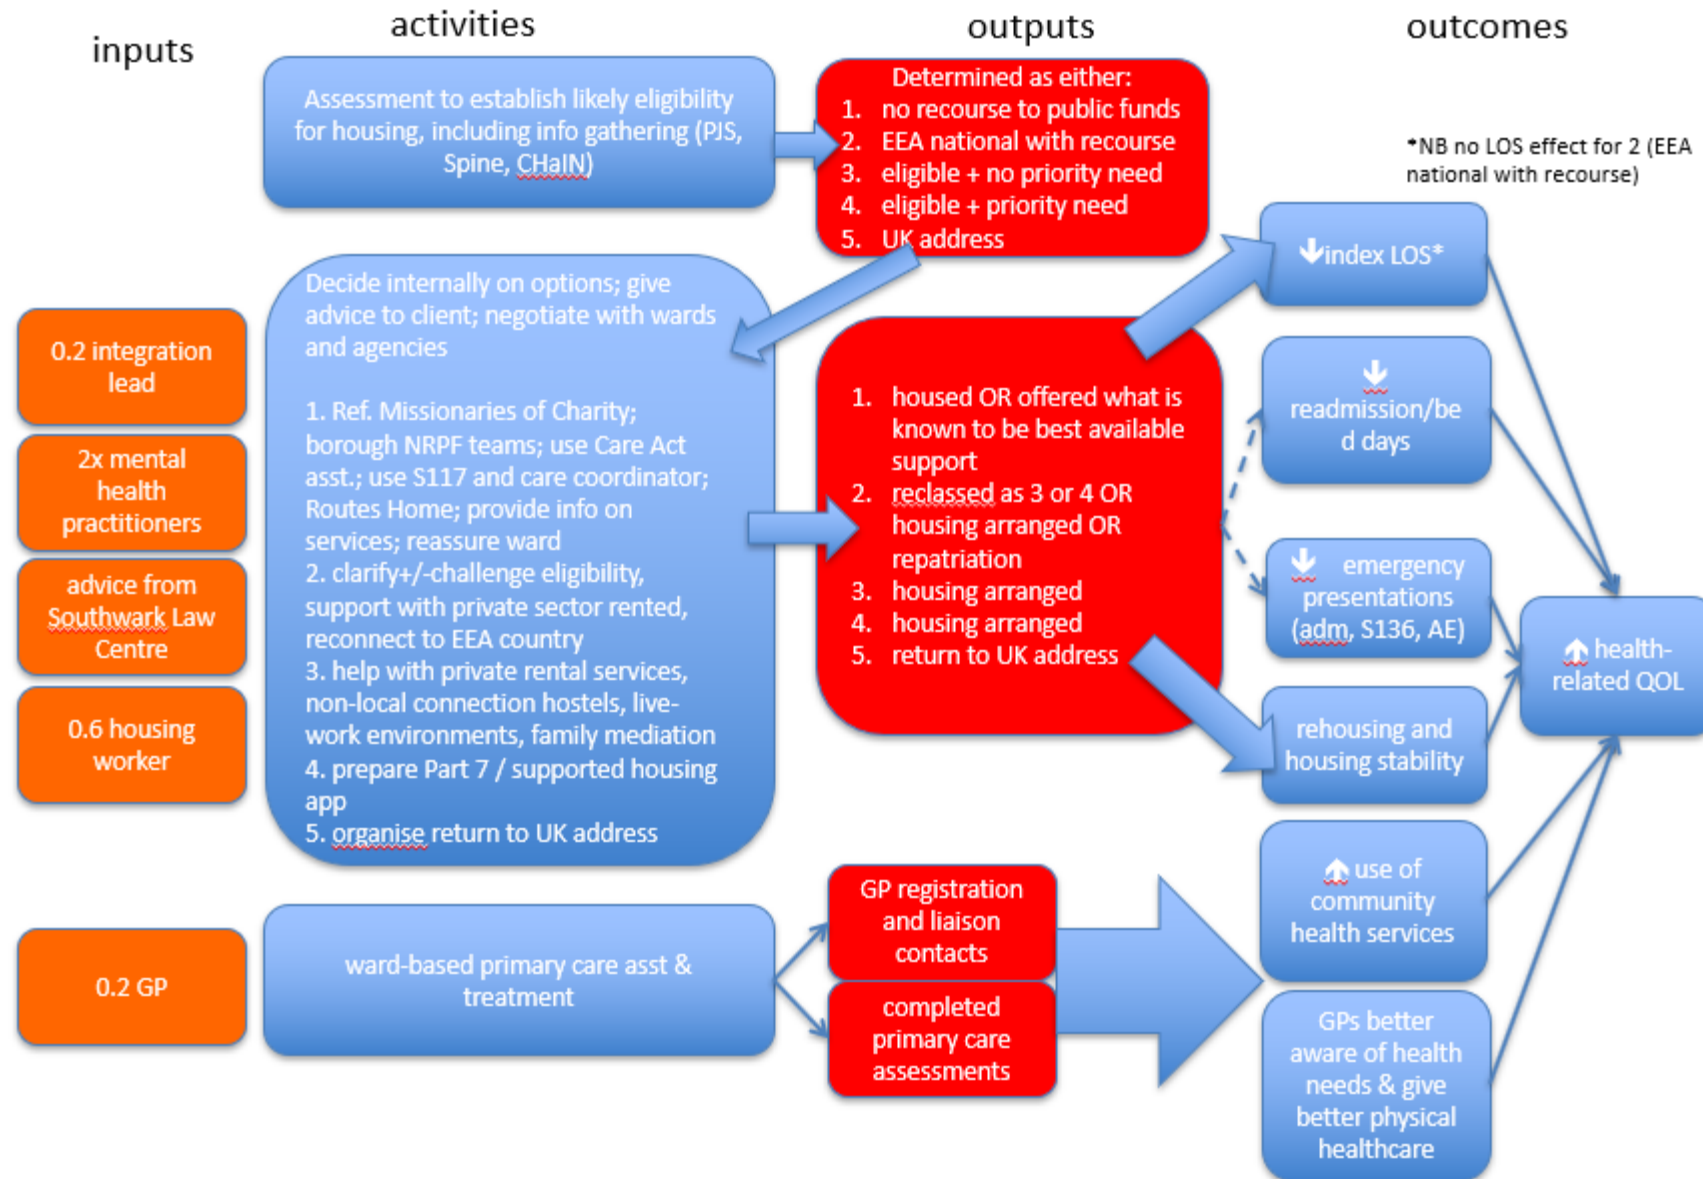 inputs
activities
outputs
outcomes
Assessment to establish likely eligibility
for housing, including info gathering (PJS,
Spine, CHaIN)
Determined as either:
1. no recourse to public funds
2. EEA national with recourse
3. eligible + no priority need
4. eligible + priority need
5. UK address
*NB no LOS effect for 2 (EEA
national with recourse)
0.2 integration
lead
2x mental
health
practitioners
advice from
Southwark Law
Centre
0.6 housing
worker
Decide internally on options; give
advice to client; negotiate with wards
and agencies
1. Ref. Missionaries of Charity;
borough NRPF teams; use Care Act
asst.; use S117 and care coordinator;
Routes Home; provide info on
services; reassure ward
2. clarify+/-challenge eligibility,
support with private sector rented,
reconnect to EEA country
3. help with private rental services,
non-local connection hostels, live-
work environments, family mediation
4. prepare Part 7 / supported housing
app
5. organise return to UK address
1. housed OR offered what is
known to be best available
support
2. reclassed as 3 or 4 OR
housing arranged OR
repatriation
3. housing arranged
4. housing arranged
5. return to UK address
↓index LOS*
↓
readmission/be
d days
↓ emergency
presentations
(adm, S136, AE)
rehousing and
housing stability
↑ health-
related QOL
0.2 GP
ward-based primary care asst &
treatment
GP registration
and liaison
contacts
completed
primary care
assessments
↑ use of
community
health services
GPs better
aware of health
needs & give
better physical
healthcare